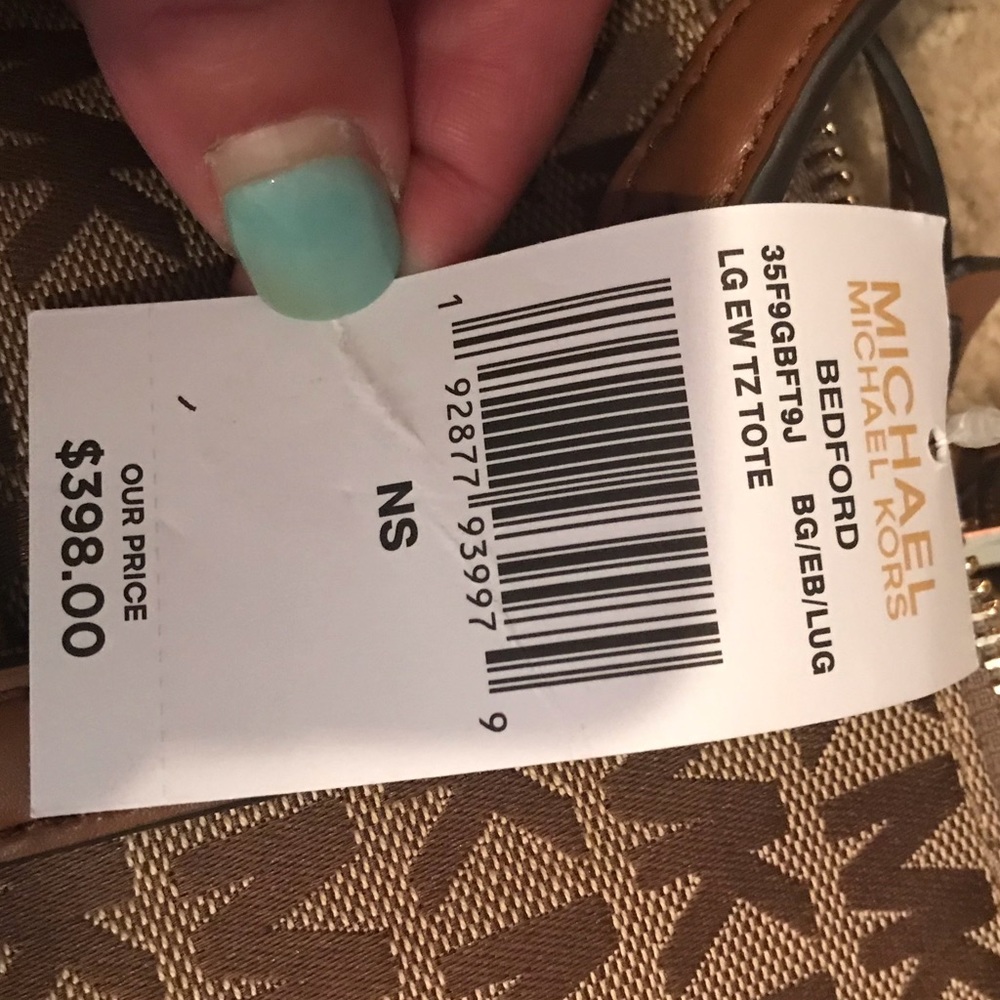 MICHAEL
MICHAEL KORS
BEDFORD
35F9GBFT9J BG/EB/LUG
LG EW TZ TOTE
1 92877 93997 9
NS
OUR PRICE
$398.00